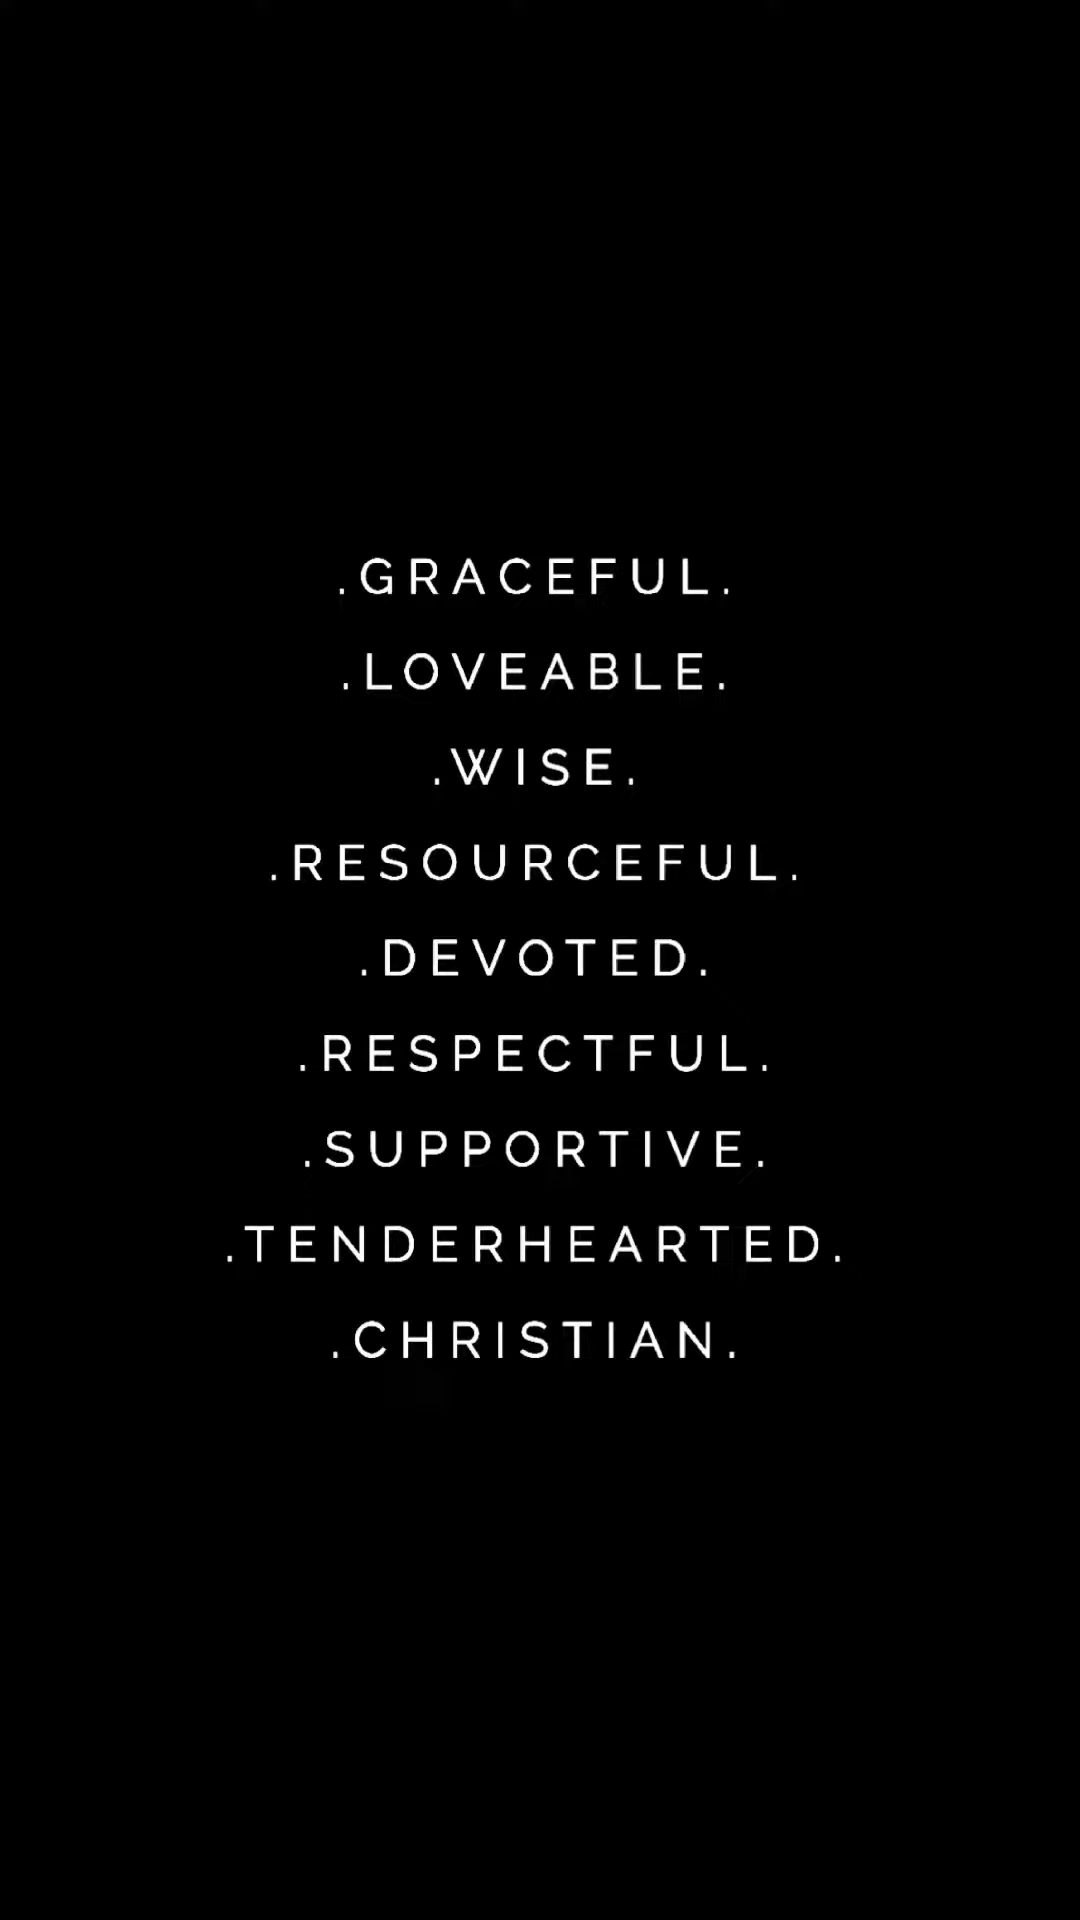 .GRACEFUL.
.LOVEABLE.
.WISE.
.RESOURCEFUL.
.DEVOTED.
.RESPECTFUL.
.SUPPORTIVE.
.TENDERHEARTED.
.CHRISTIAN.